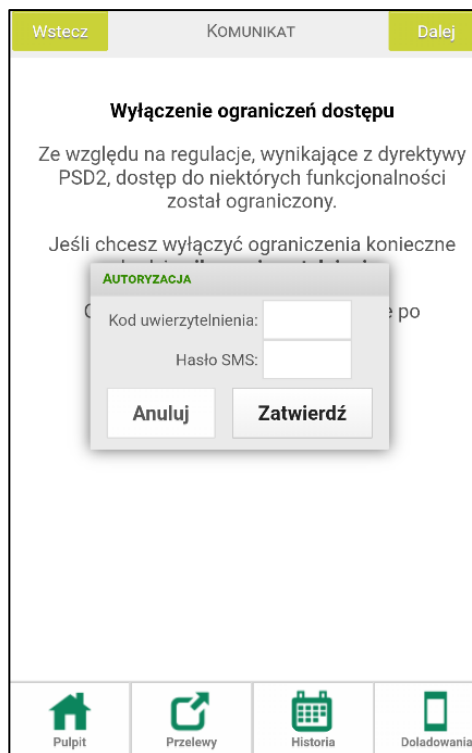 Wstecz
KOMUNIKAT
Dalej
Wyłączenie ograniczeń dostępu
Ze względu na regulacje, wynikające z dyrektywy
PSD2, dostęp do niektórych funkcjonalności
został ograniczony.
Jeśli chcesz wyłączyć ograniczenia konieczne
po
AUTORYZACJA
Kod uwierzytelnienia:
Hasło SMS:
Anuluj
Zatwierdź
Pulpit
Przelewy
Historia
Doladowania